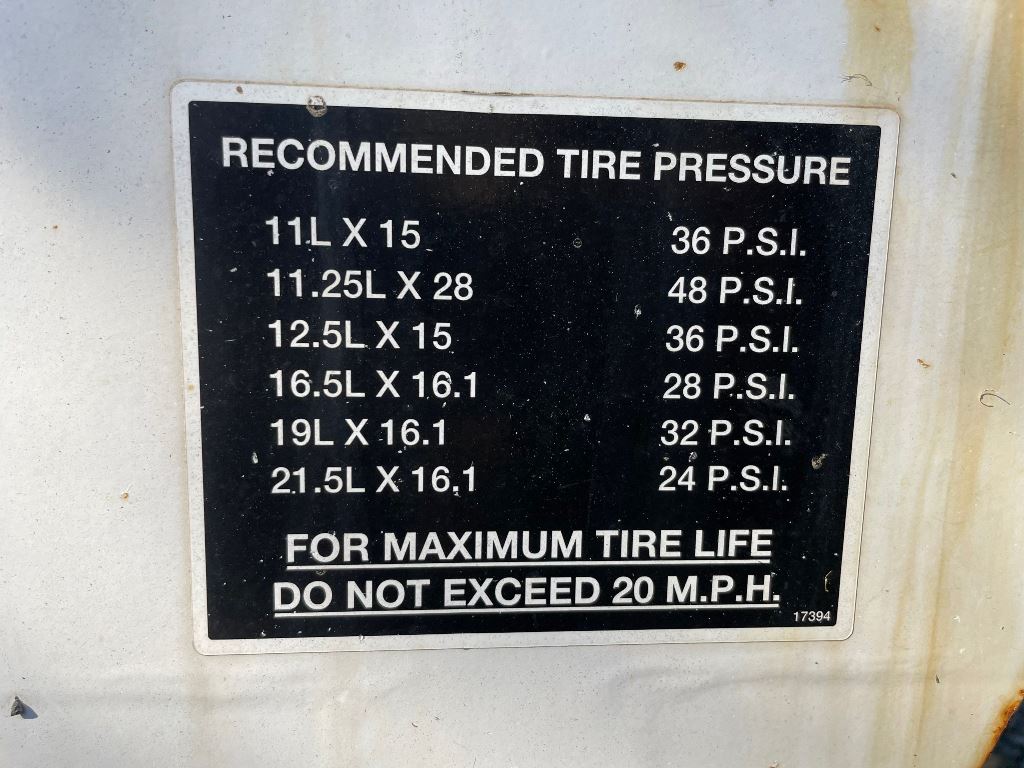 RECOMMENDED TIRE PRESSURE
11L X 15 36 P.S.I.
11.25L X 28 48 P.S.I.
12.5L X 15 36 P.S.I.
16.5L X 16.1 28 P.S.I.
19L X 16.1 32 P.S.I.
21.5L X 16.1 24 P.S.I.
FOR MAXIMUM TIRE LIFE
DO NOT EXCEED 20 M.P.H.
17394